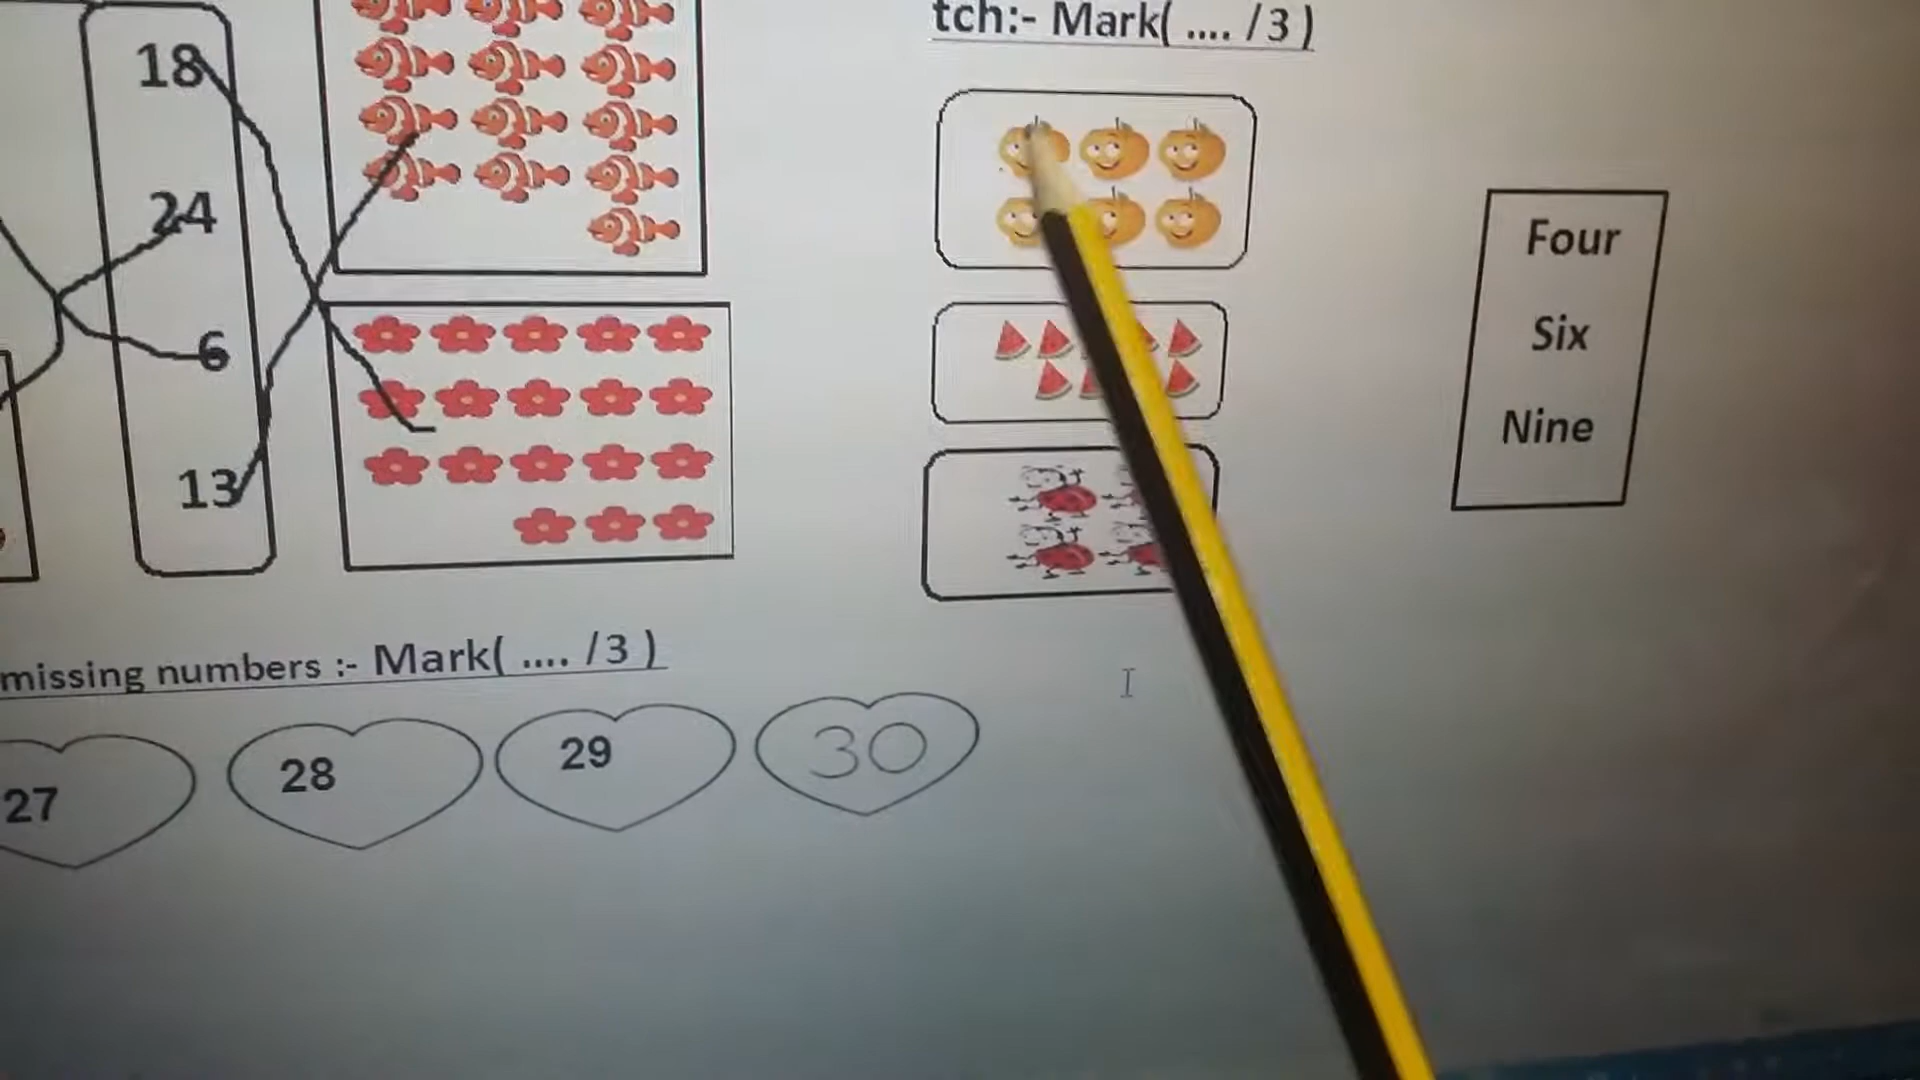 tch:- Mark( .... /3 )
18
24
6
13
Four
Six
Nine
missing numbers :- Mark( .... /3 )
27 28 29 30